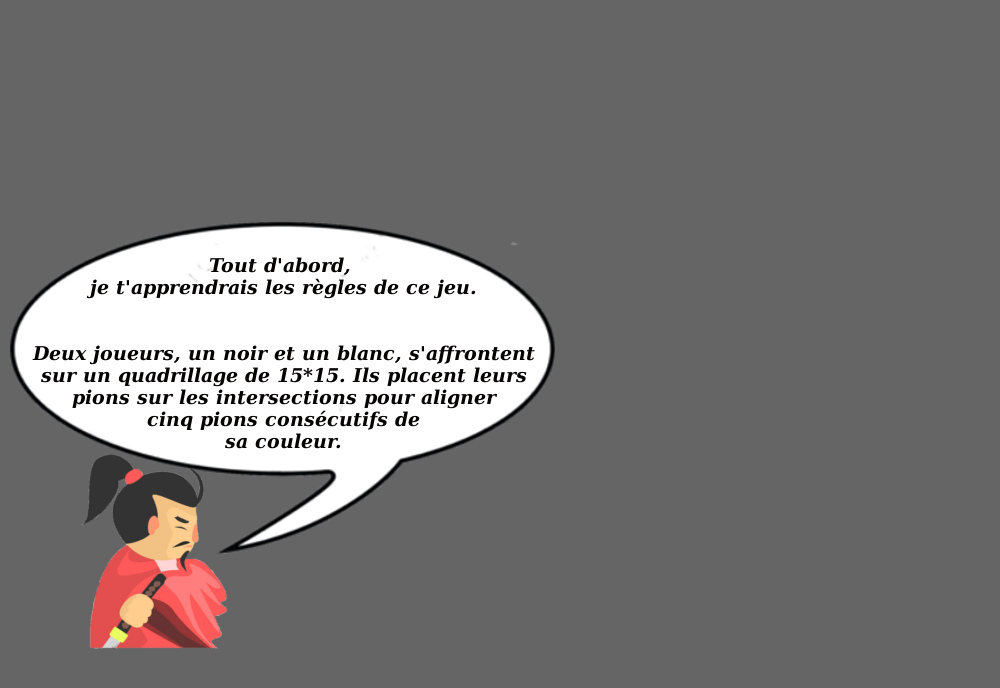 Tout d'abord,
je t'apprendrais les règles de ce jeu.
Deux joueurs, un noir et un blanc, s'affrontent
sur un quadrillage de 15*15. Ils placent leurs
pions sur les intersections pour aligner
cinq pions consécutifs de
sa couleur.